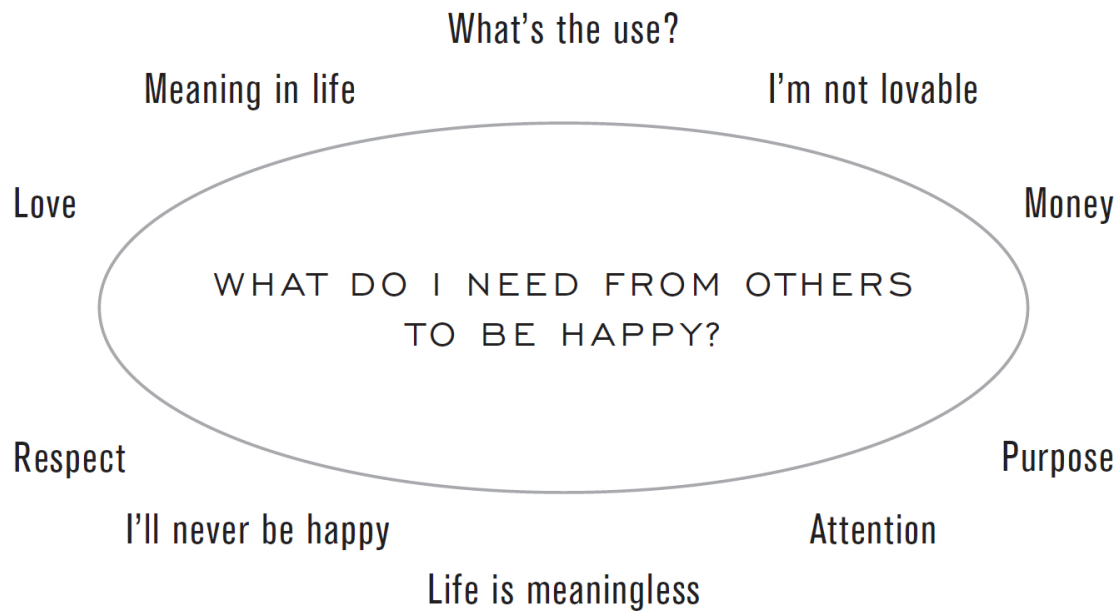 What’s the use?
Meaning in life
I’m not lovable
Love
Money
WHAT DO I NEED FROM OTHERS
TO BE HAPPY?
Respect
Purpose
I’ll never be happy
Attention
Life is meaningless